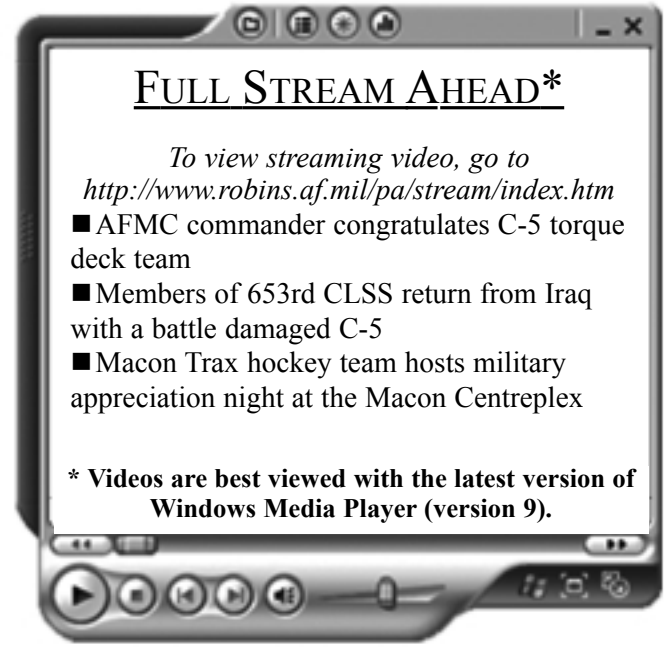 FULL STREAM AHEAD*
To view streaming video, go to
http://www.robins.af.mil/pa/stream/index.htm
■ AFMC commander congratulates C-5 torque
deck team
■ Members of 653rd CLSS return from Iraq
with a battle damaged C-5
■ Macon Trax hockey team hosts military
appreciation night at the Macon Centreplex
* Videos are best viewed with the latest version of
Windows Media Player (version 9).